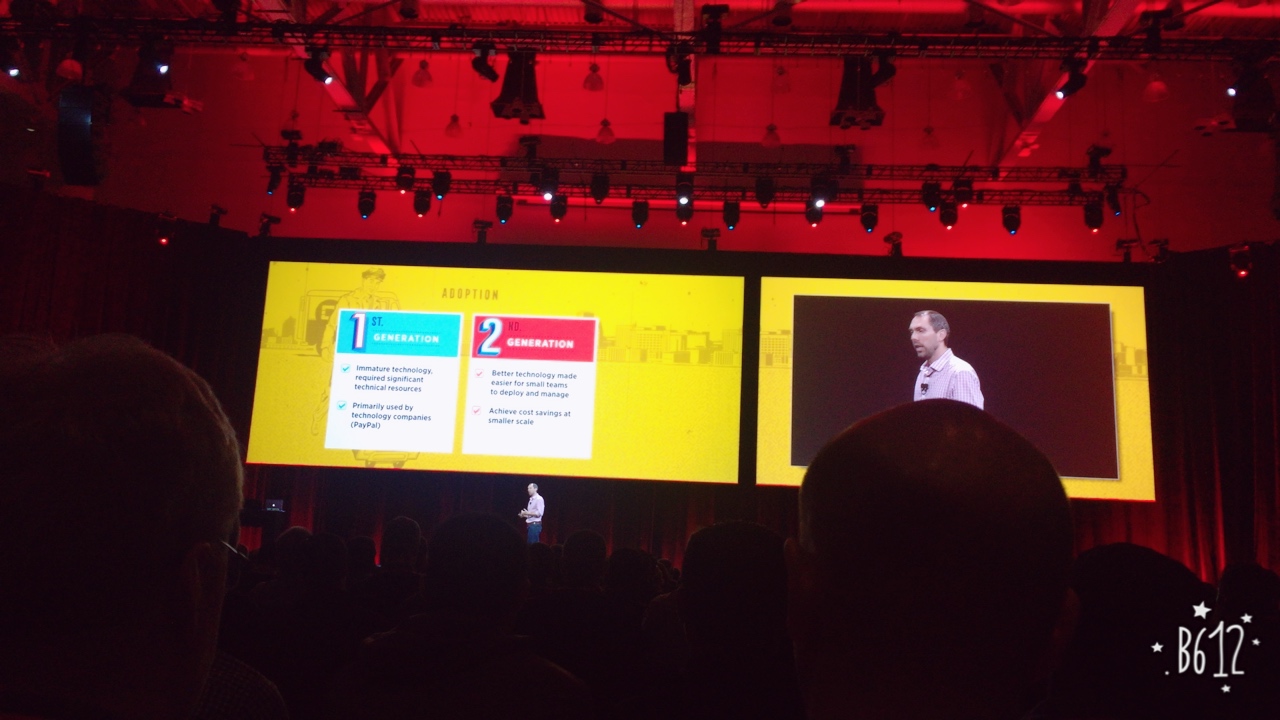 ADOPTION
1 ST.
GENERATION
Immature technology,
required significant
technical resources
Primarily used by
technology companies
(PayPal)
2 ND.
GENERATION
Better technology made
easier for small teams
to deploy and manage
Achieve cost savings at
smaller scale
B612